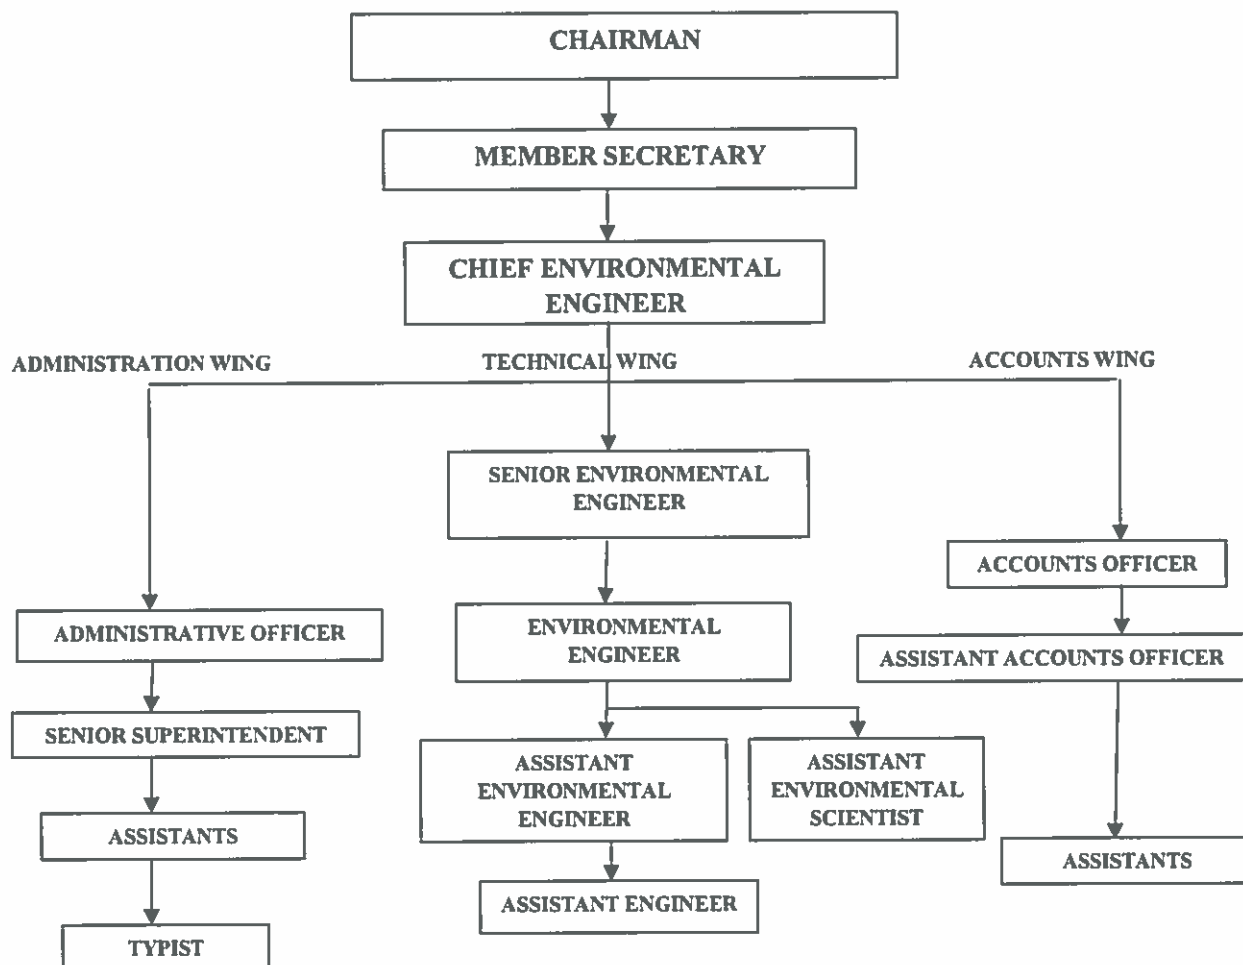 CHAIRMAN
MEMBER SECRETARY
CHIEF ENVIRONMENTAL
ENGINEER
ADMINISTRATION WING
TECHNICAL WING
ACCOUNTS WING
SENIOR ENVIRONMENTAL
ENGINEER
ACCOUNTS OFFICER
ADMINISTRATIVE OFFICER
ENVIRONMENTAL
ENGINEER
ASSISTANT ACCOUNTS OFFICER
SENIOR SUPERINTENDENT
ASSISTANT
ENVIRONMENTAL
ENGINEER
ASSISTANT
ENVIRONMENTAL
SCIENTIST
ASSISTANTS
ASSISTANTS
ASSISTANT ENGINEER
TYPIST